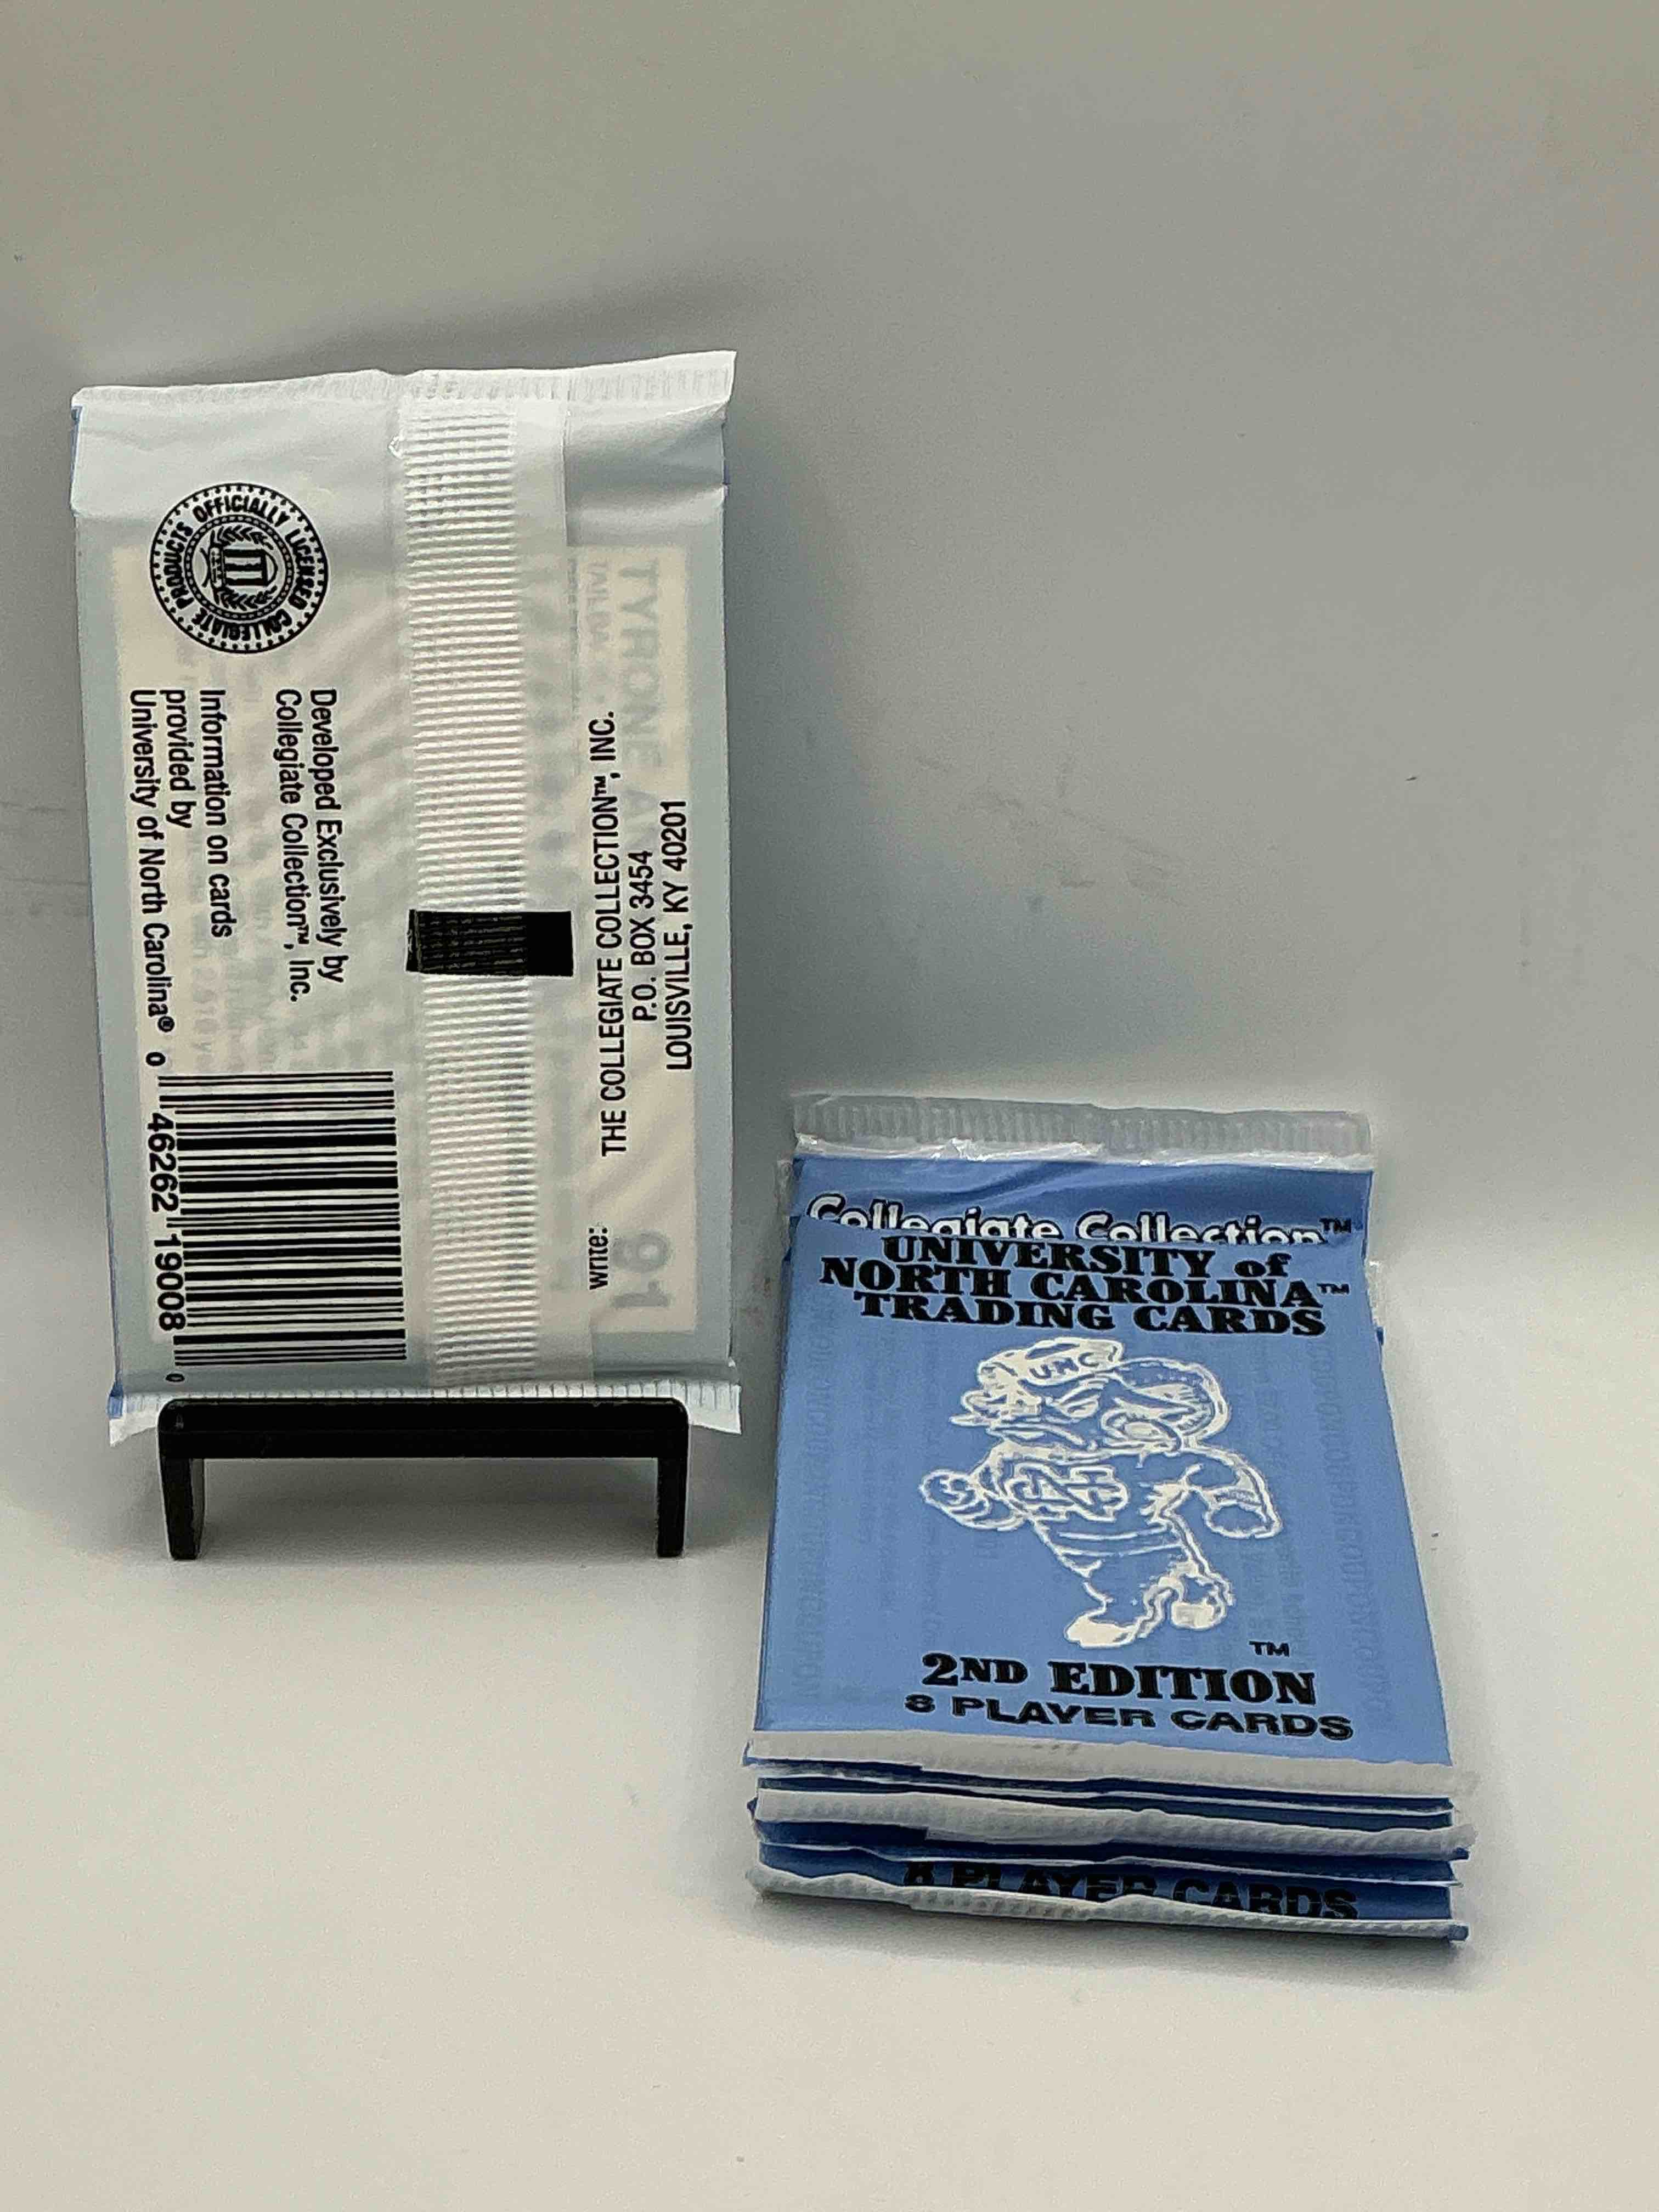 OFFICIALLY LICENSED COLLEGIATE PRODUCTS
Developed Exclusively by
Collegiate Collection™, Inc.
Information on cards
provided by
University of North Carolina®
0 46262 19008 0
write:
THE COLLEGIATE COLLECTION™, INC.
P.O. BOX 3454
LOUISVILLE, KY 40201
TYRONE
91
Collegiate Collection™
UNIVERSITY of
NORTH CAROLINA™
TRADING CARDS
UNC
TM
2ND EDITION
8 PLAYER CARDS
8 PLAYER CARDS